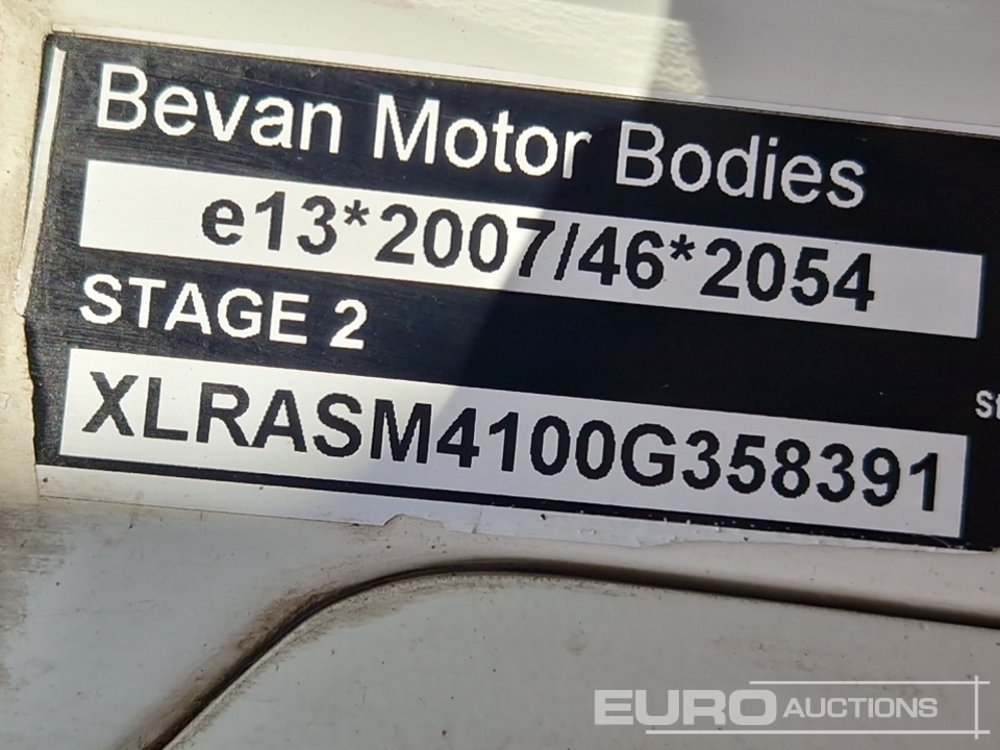 Bevan Motor Bodies
e13*2007/46*2054
STAGE 2
XLRASM4100G358391
EURO AUCTIONS